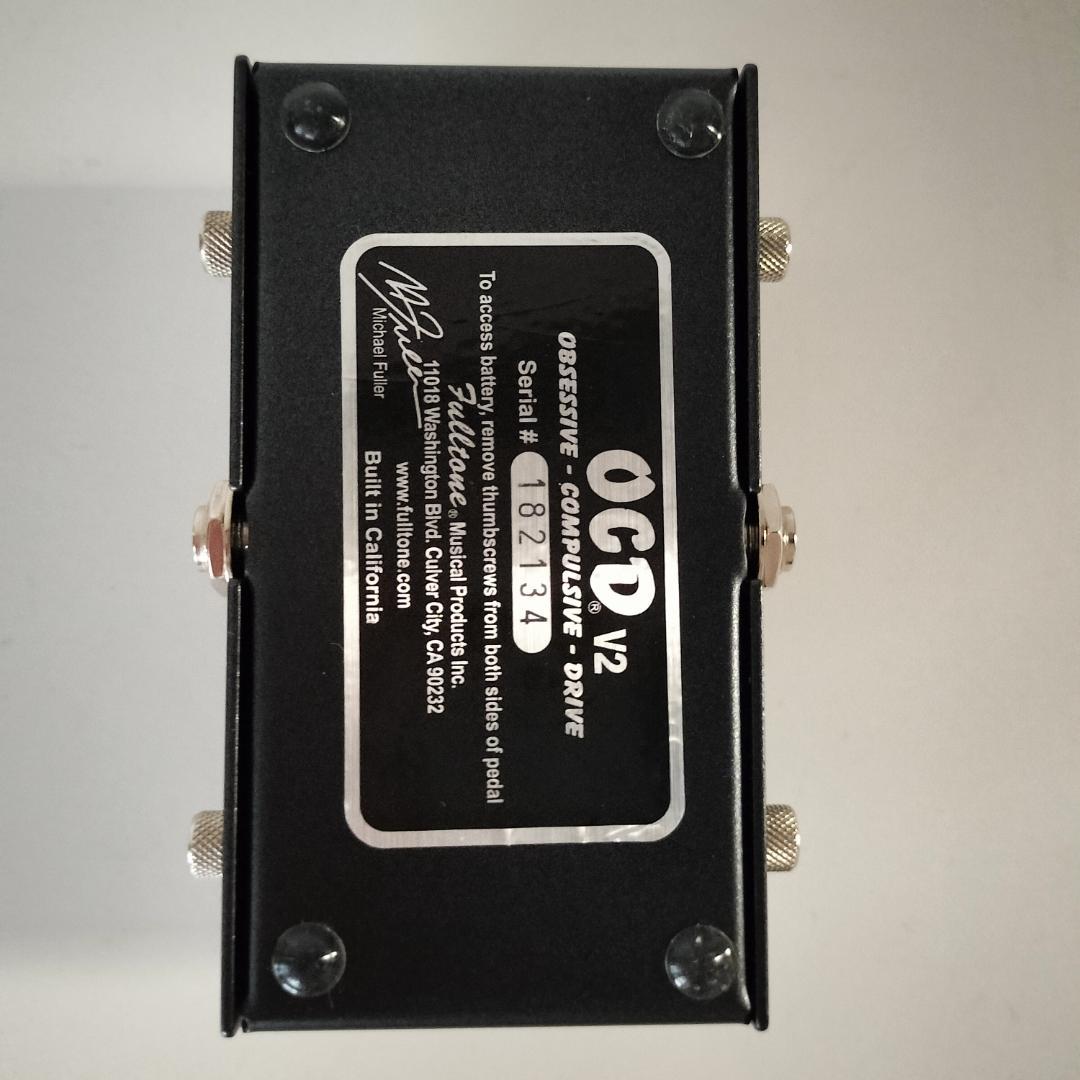 OCD® V2
OBSESSIVE - COMPULSIVE - DRIVE
Serial # 182134
To access battery, remove thumbscrews from both sides of pedal
Fulltone® Musical Products Inc.
11018 Washington Blvd. Culver City, CA 90232
www.fulltone.com
Michael Fuller
Built in California